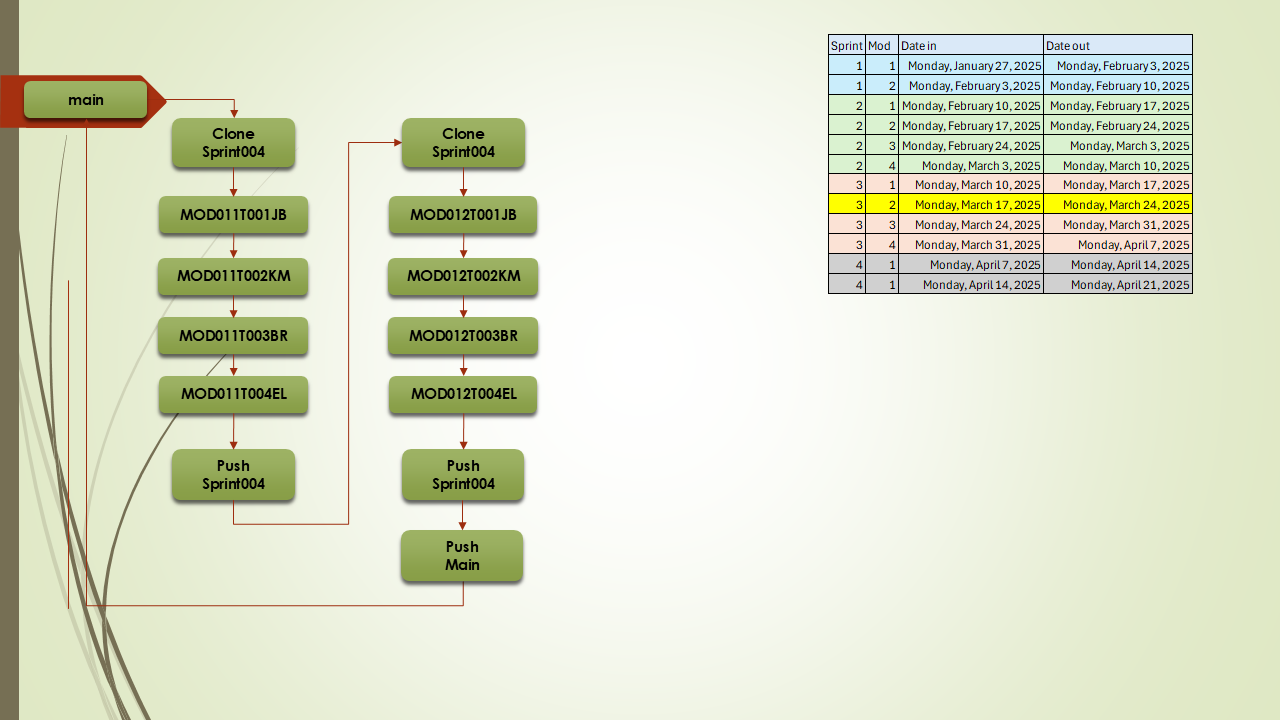 main
Clone
Sprint004
MOD011T001JB
MOD011T002KM
MOD011T003BR
MOD011T004EL
Push
Sprint004
Clone
Sprint004
MOD012T001JB
MOD012T002KM
MOD012T003BR
MOD012T004EL
Push
Sprint004
Push
Main
Sprint Mod Date in Date out
1 1 Monday, January 27, 2025 Monday, February 3, 2025
1 2 Monday, February 3, 2025 Monday, February 10, 2025
2 1 Monday, February 10, 2025 Monday, February 17, 2025
2 2 Monday, February 17, 2025 Monday, February 24, 2025
2 3 Monday, February 24, 2025 Monday, March 3, 2025
2 4 Monday, March 3, 2025 Monday, March 10, 2025
3 1 Monday, March 10, 2025 Monday, March 17, 2025
3 2 Monday, March 17, 2025 Monday, March 24, 2025
3 3 Monday, March 24, 2025 Monday, March 31, 2025
3 4 Monday, March 31, 2025 Monday, April 7, 2025
4 1 Monday, April 7, 2025 Monday, April 14, 2025
4 1 Monday, April 14, 2025 Monday, April 21, 2025